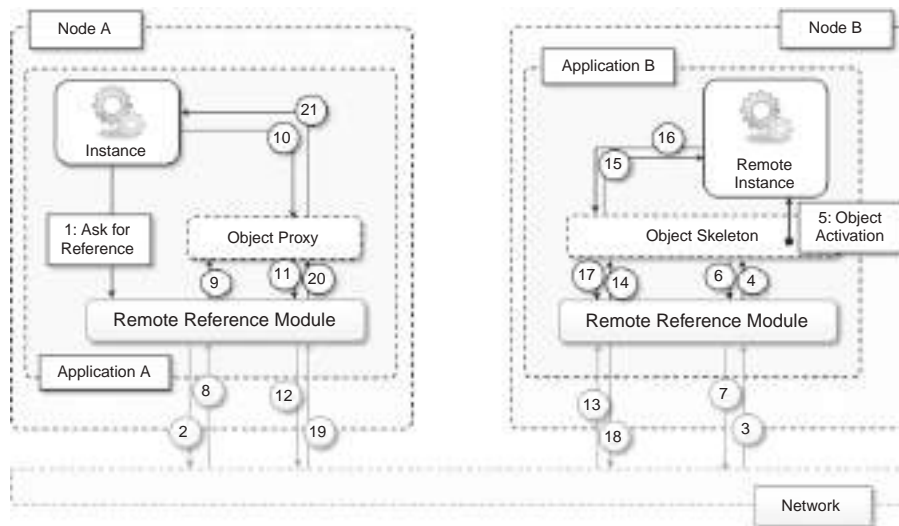 Node A
Node B
Application B
21
10
16
Instance
15
Remote
Instance
1: Ask for
Reference
5: Object
Activation
Object Proxy
Object Skeleton
9
11
20
17
14
6
4
Remote Reference Module
Remote Reference Module
Application A
8
12
13
7
2
19
18
3
Network